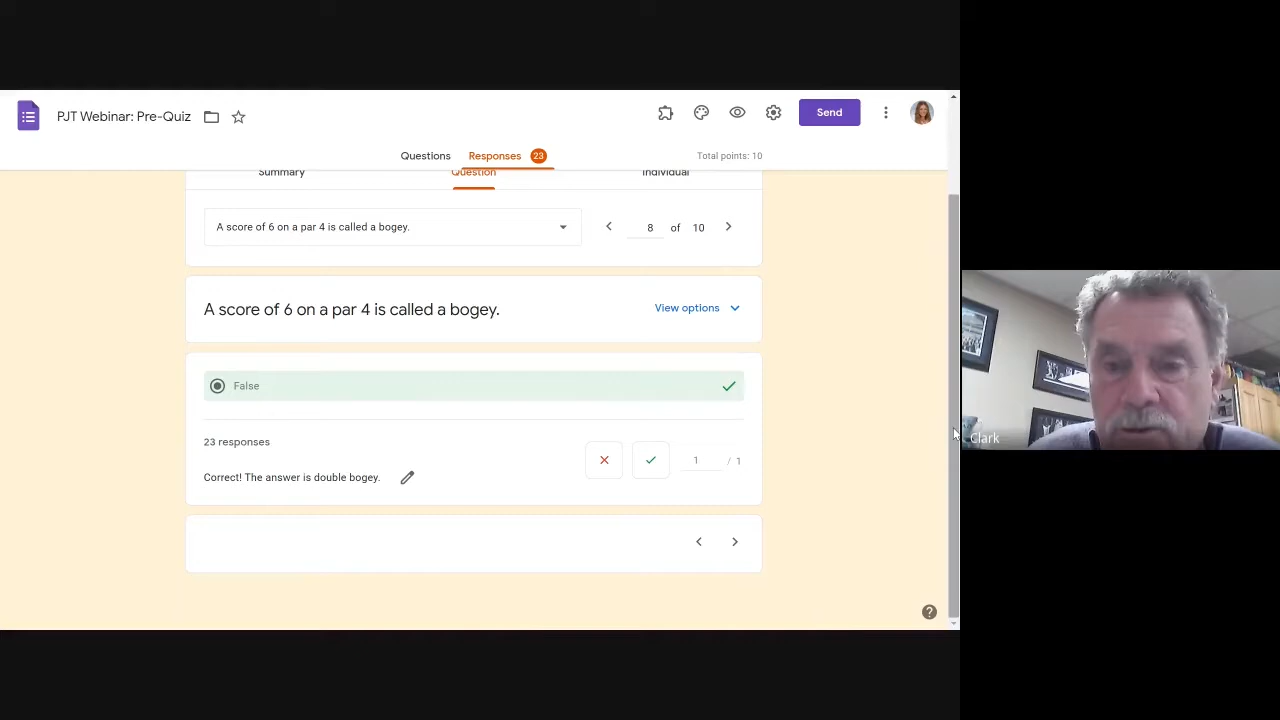 PJT Webinar: Pre-Quiz
Send
Questions
Responses
23
Total points: 10
Summary
Question
Individual
A score of 6 on a par 4 is called a bogey.
8 of 10
A score of 6 on a par 4 is called a bogey.
View options
False
23 responses
Correct! The answer is double bogey.
1 / 1
Clark